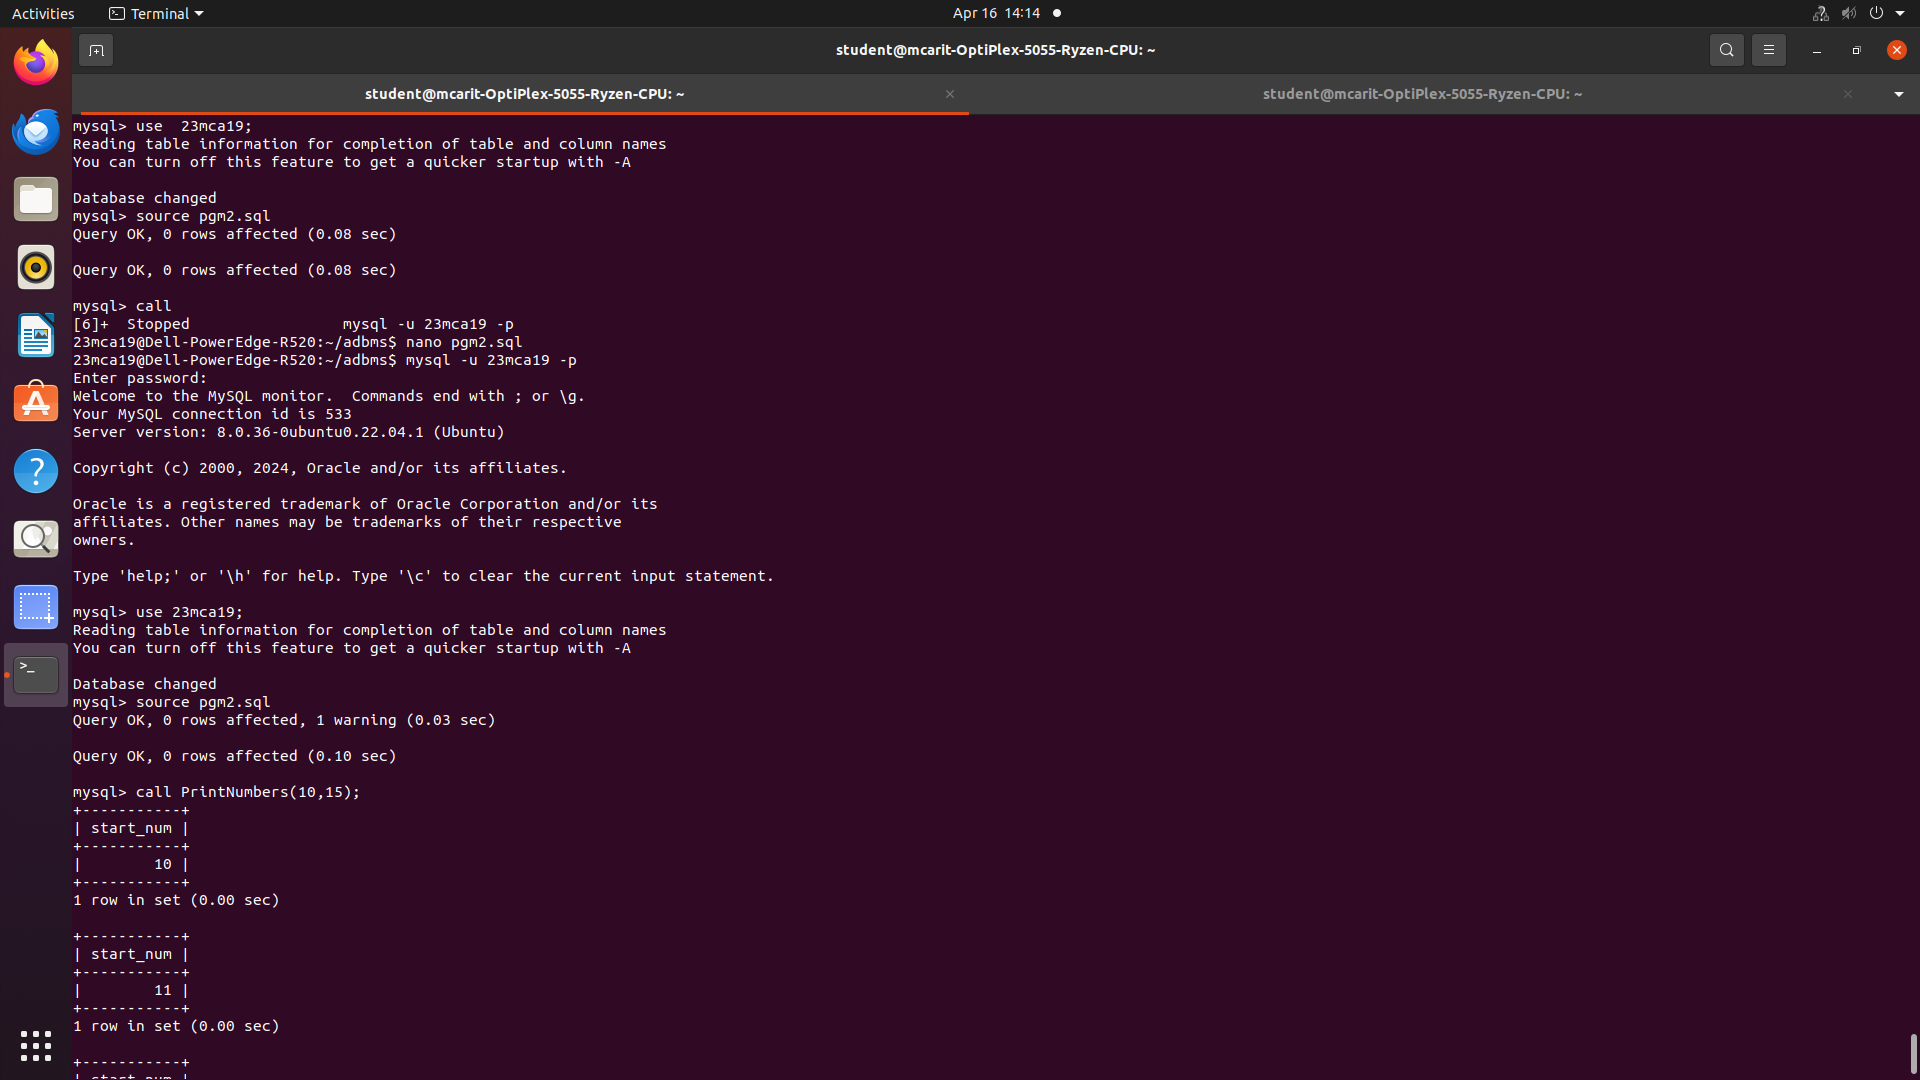 Activities
Terminal
Apr 16 14:14
student@mcarit-OptiPlex-5055-Ryzen-CPU: ~
student@mcarit-OptiPlex-5055-Ryzen-CPU: ~
student@mcarit-OptiPlex-5055-Ryzen-CPU: ~
mysql> use  23mca19;
Reading table information for completion of table and column names
You can turn off this feature to get a quicker startup with -A
Database changed
mysql> source pgm2.sql
Query OK, 0 rows affected (0.08 sec)
Query OK, 0 rows affected (0.08 sec)
mysql> call
[6]+  Stopped                 mysql -u 23mca19 -p
23mca19@Dell-PowerEdge-R520:~/adbms$ nano pgm2.sql
23mca19@Dell-PowerEdge-R520:~/adbms$ mysql -u 23mca19 -p
Enter password:
Welcome to the MySQL monitor.  Commands end with ; or \g.
Your MySQL connection id is 533
Server version: 8.0.36-0ubuntu0.22.04.1 (Ubuntu)
Copyright (c) 2000, 2024, Oracle and/or its affiliates.
Oracle is a registered trademark of Oracle Corporation and/or its
affiliates. Other names may be trademarks of their respective
owners.
Type 'help;' or '\h' for help. Type '\c' to clear the current input statement.
mysql> use 23mca19;
Reading table information for completion of table and column names
You can turn off this feature to get a quicker startup with -A
Database changed
mysql> source pgm2.sql
Query OK, 0 rows affected, 1 warning (0.03 sec)
Query OK, 0 rows affected (0.10 sec)
mysql> call PrintNumbers(10,15);
+-----------+
| start_num |
+-----------+
|        10 |
+-----------+
1 row in set (0.00 sec)
+-----------+
| start_num |
+-----------+
|        11 |
+-----------+
1 row in set (0.00 sec)
+-----------+
| start_num |